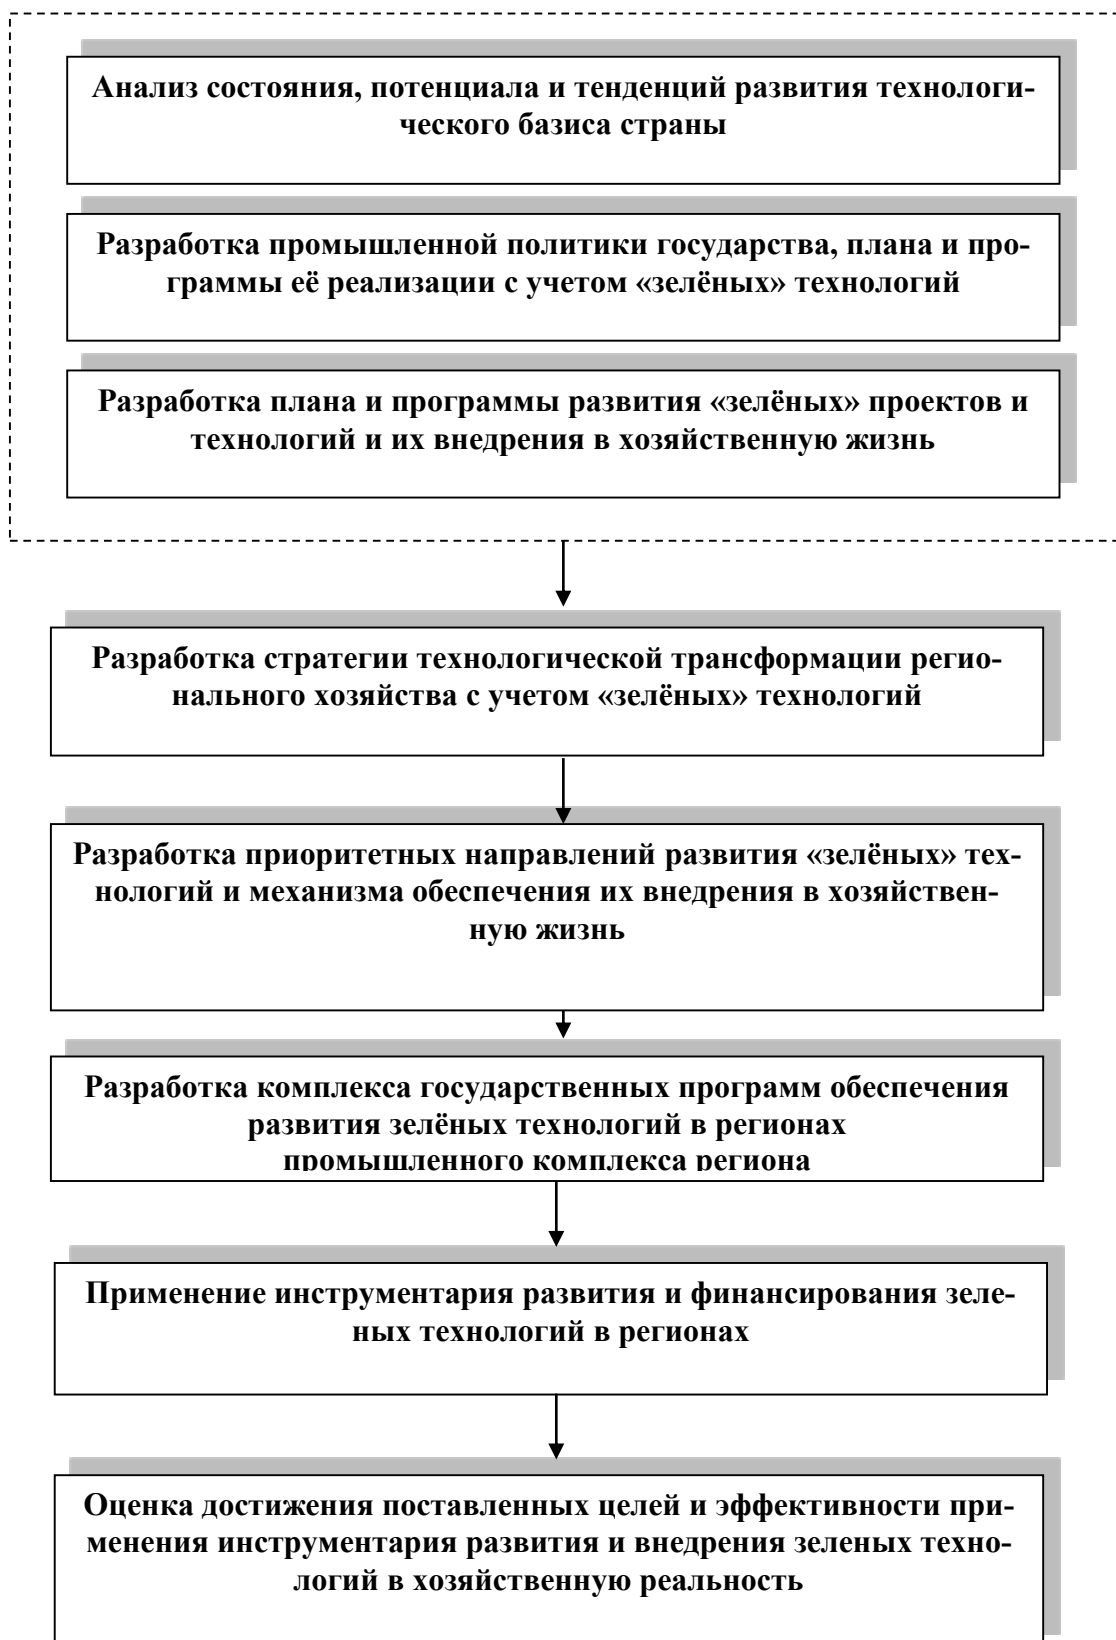 Анализ состояния, потенциала и тенденций развития технологи-
ческого базиса страны
Разработка промышленной политики государства, плана и про-
граммы её реализации с учетом «зелёных» технологий
Разработка плана и программы развития «зелёных» проектов и
технологий и их внедрения в хозяйственную жизнь
Разработка стратегии технологической трансформации регио-
нального хозяйства с учетом «зелёных» технологий
Разработка приоритетных направлений развития «зелёных» тех-
нологий и механизма обеспечения их внедрения в хозяйствен-
ную жизнь
Разработка комплекса государственных программ обеспечения
развития зелёных технологий в регионах
промышленного комплекса региона
Применение инструментария развития и финансирования зеле-
ных технологий в регионах
Оценка достижения поставленных целей и эффективности при-
менения инструментария развития и внедрения зеленых техно-
логий в хозяйственную реальность